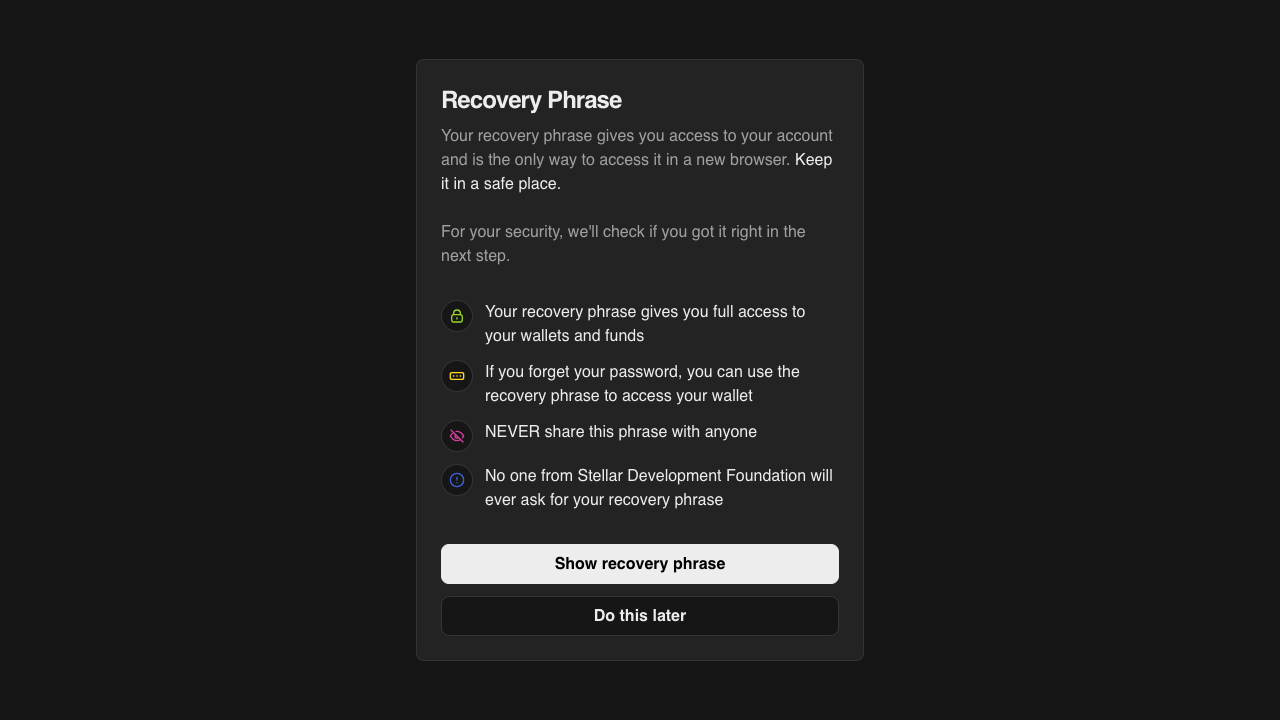 Recovery Phrase
Your recovery phrase gives you access to your account
and is the only way to access it in a new browser. Keep
it in a safe place.
For your security, we'll check if you got it right in the
next step.
Your recovery phrase gives you full access to
your wallets and funds
If you forget your password, you can use the
recovery phrase to access your wallet
NEVER share this phrase with anyone
No one from Stellar Development Foundation will
ever ask for your recovery phrase
Show recovery phrase
Do this later